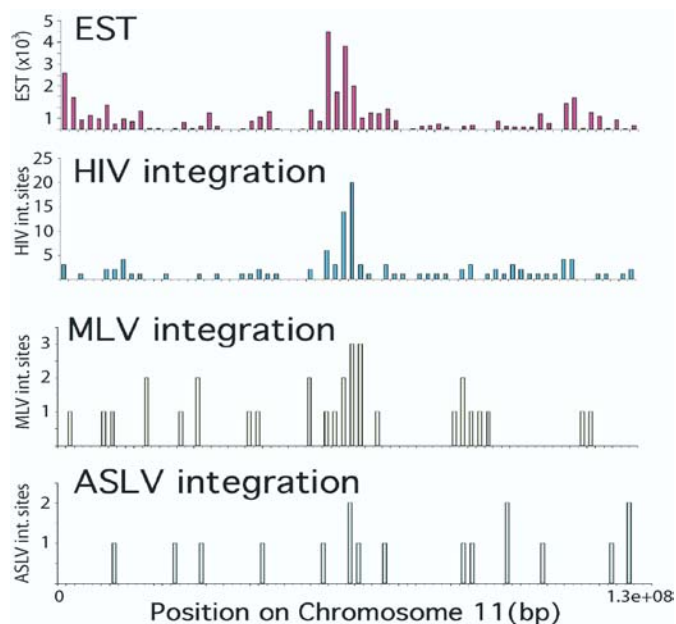 EST
EST (x10³)
5
4
3
2
1
HIV integration
HIV int. sites
25
20
15
10
5
MLV integration
MLV int. sites
3
2
1
ASLV integration
ASLV int. sites
2
1
0
1.3e+08
Position on Chromosome 11(bp)